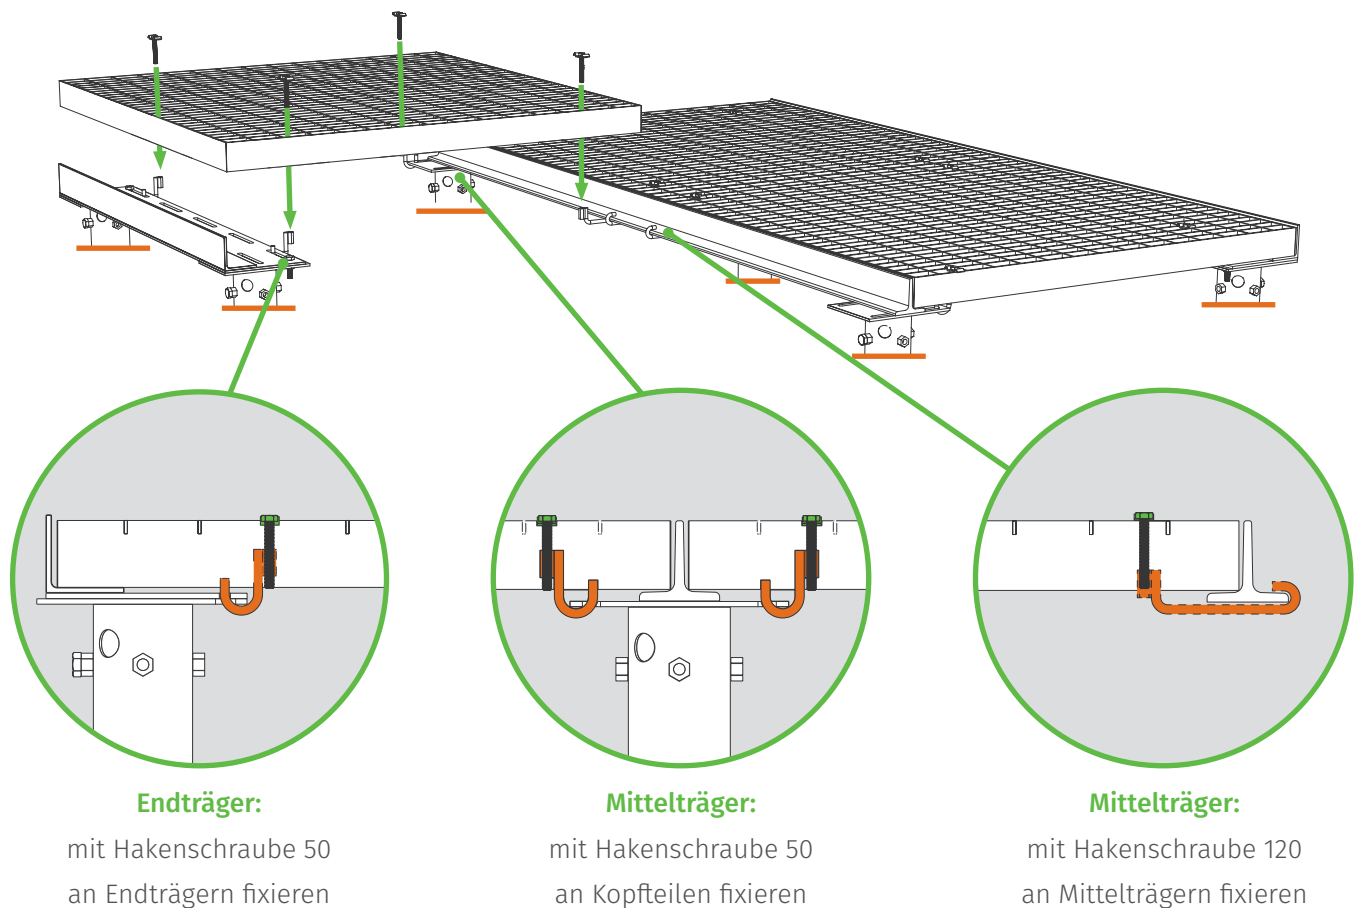 Endträger:
mit Hakenschraube 50
an Endträgern fixieren
Mittelträger:
mit Hakenschraube 50
an Kopfteilen fixieren
Mittelträger:
mit Hakenschraube 120
an Mittelträgern fixieren